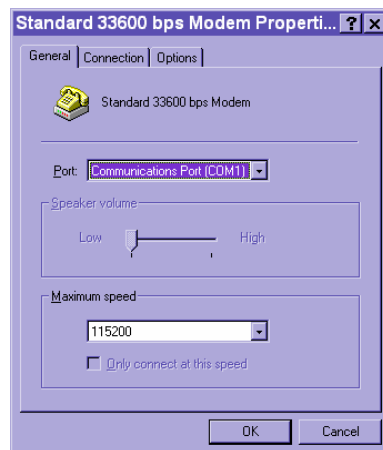 Standard 33600 bps Modem Properti... ? x
General Connection Options
Standard 33600 bps Modem
Port: Communications Port (COM1)
Speaker volume
Low High
Maximum speed
115200
Only connect at this speed
OK Cancel